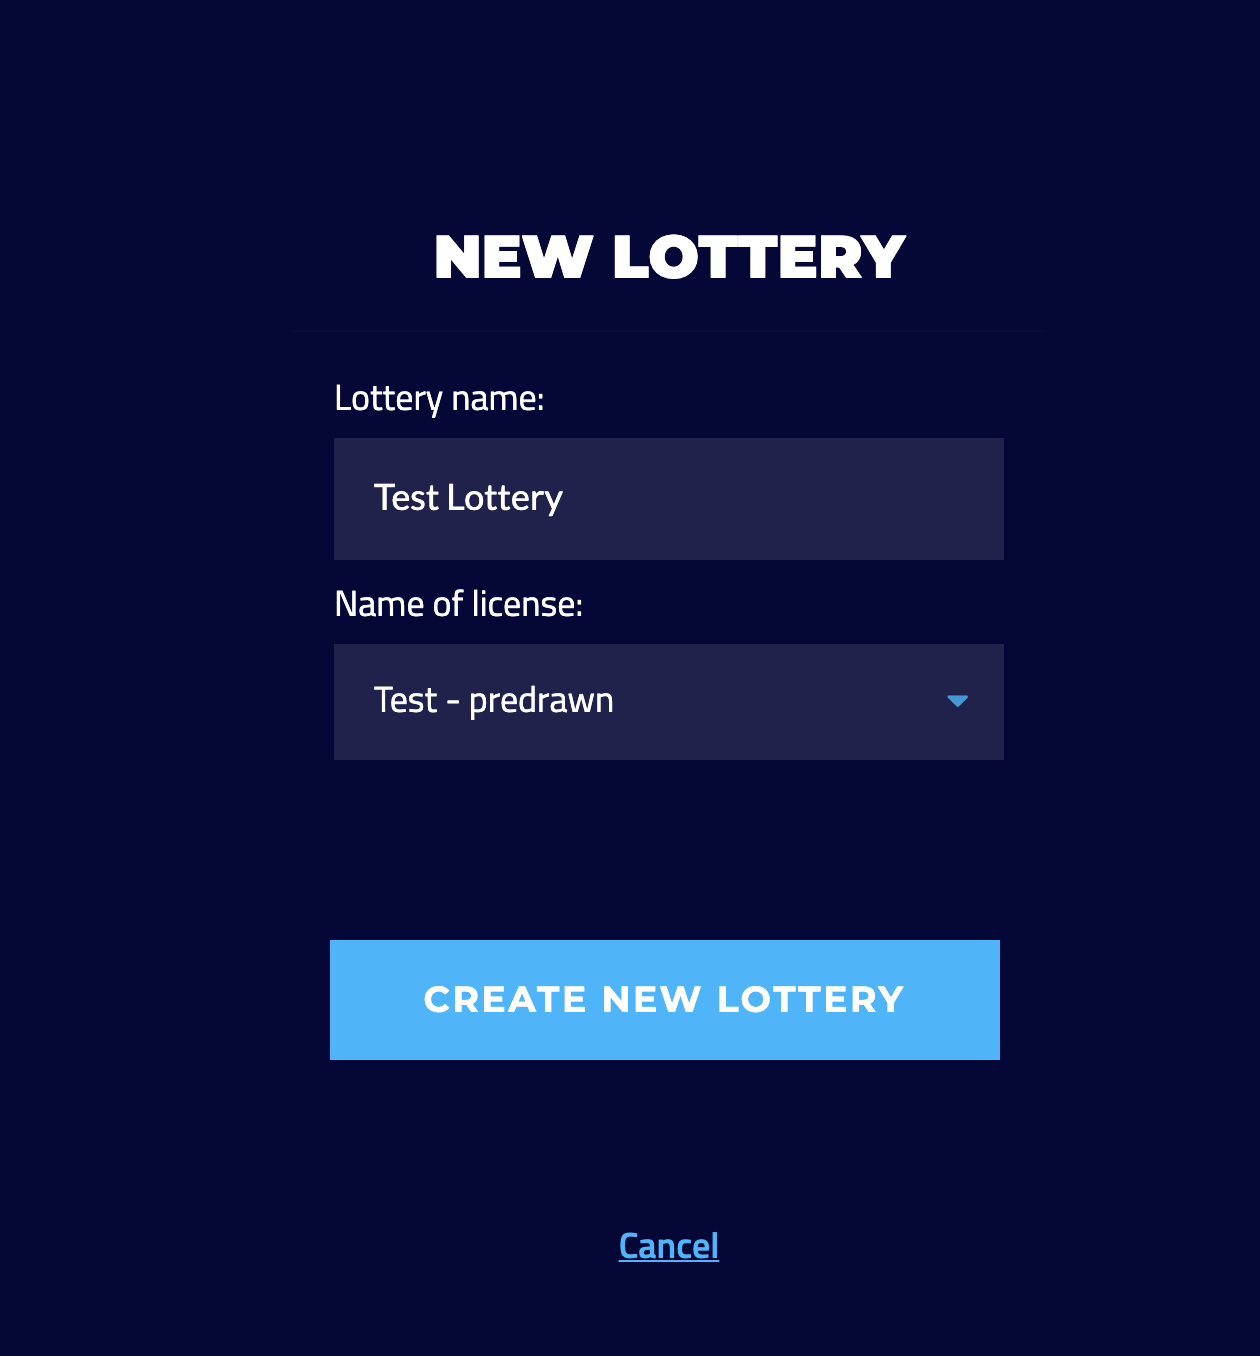 NEW LOTTERY
Lottery name:
Test Lottery
Name of license:
Test - predrawn
CREATE NEW LOTTERY
Cancel